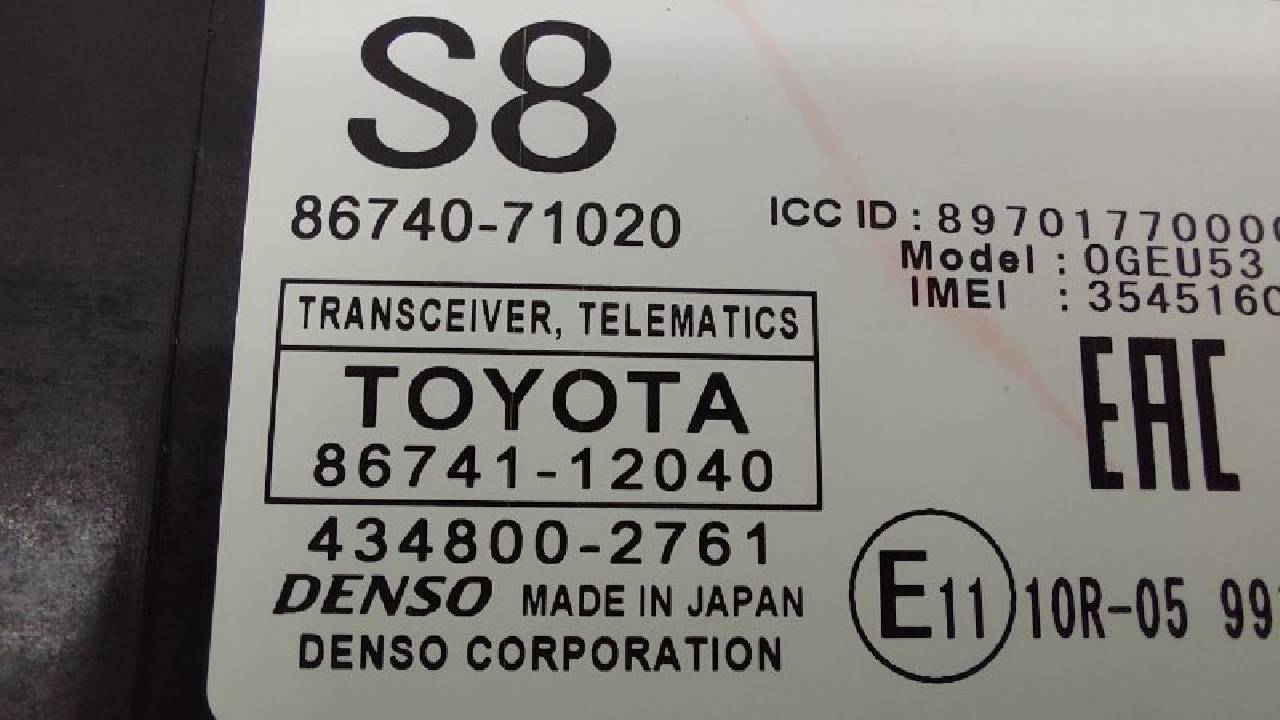 S8
86740-71020
TRANSCEIVER, TELEMATICS
TOYOTA
86741-12040
434800-2761
DENSO MADE IN JAPAN
DENSO CORPORATION
ICC ID : 89701770000
Model : 0GEU53
IMEI : 3545160
EAC
E11 10R-05 99